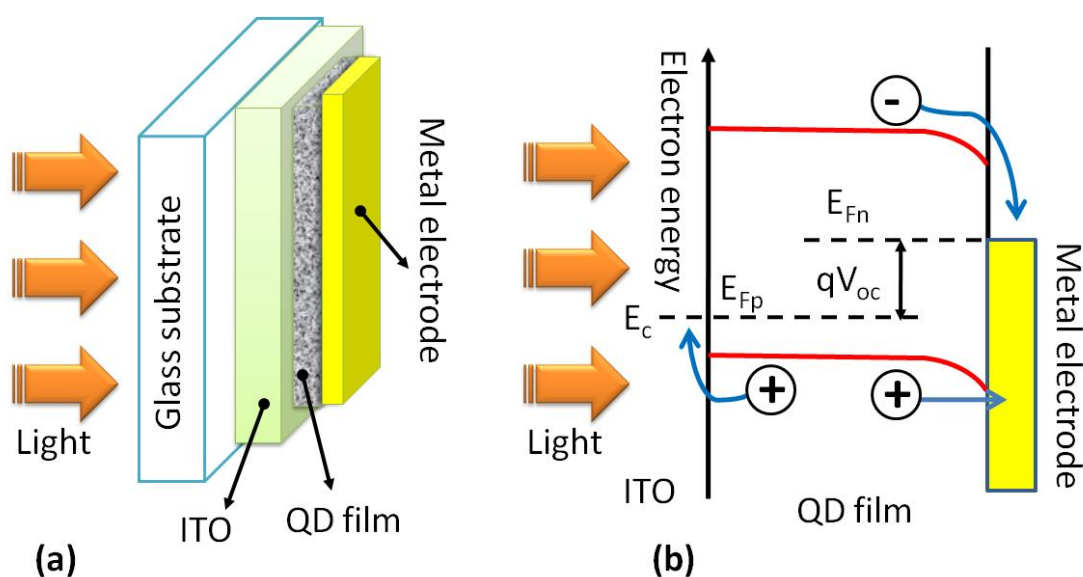 Glass substrate
Metal electrode
Light
ITO
QD film
(a)
Electron energy
-
E_Fn
qV_oc
E_Fp
E_c
+
+
Metal electrode
Light
ITO
QD film
(b)